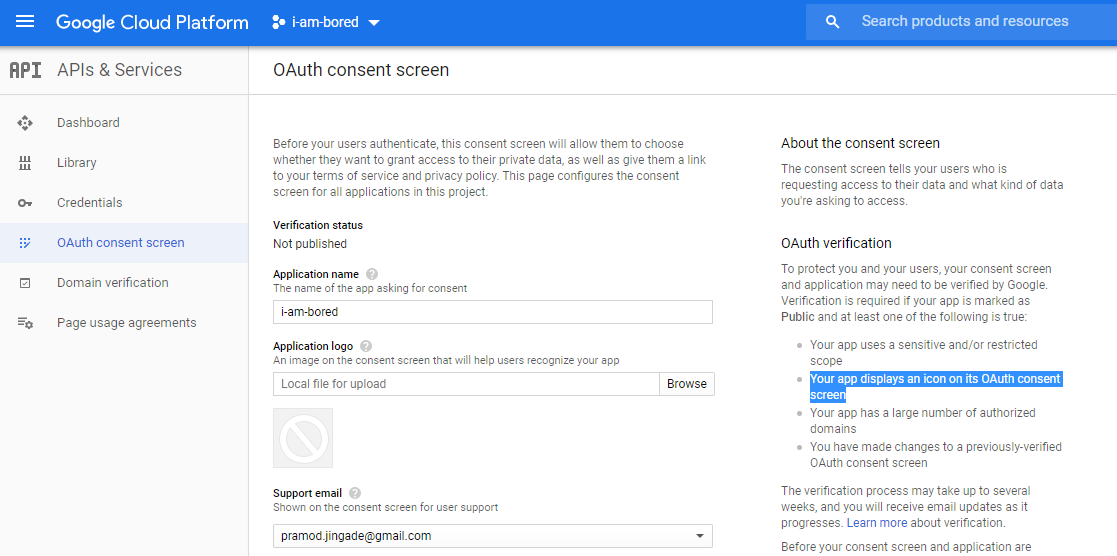 Google Cloud Platform
i-am-bored
Search products and resources
API
APIs & Services
Dashboard
Library
Credentials
OAuth consent screen
Domain verification
Page usage agreements
OAuth consent screen
Before your users authenticate, this consent screen will allow them to choose
whether they want to grant access to their private data, as well as give them a link
to your terms of service and privacy policy. This page configures the consent
screen for all applications in this project.
Verification status
Not published
Application name ?
The name of the app asking for consent
i-am-bored
Application logo ?
An image on the consent screen that will help users recognize your app
Local file for upload
Browse
Support email ?
Shown on the consent screen for user support
pramod.jingade@gmail.com
About the consent screen
The consent screen tells your users who is
requesting access to their data and what kind of data
you're asking to access.
OAuth verification
To protect you and your users, your consent screen
and application may need to be verified by Google.
Verification is required if your app is marked as
Public and at least one of the following is true:
Your app uses a sensitive and/or restricted
scope
Your app displays an icon on its OAuth consent
screen
Your app has a large number of authorized
domains
You have made changes to a previously-verified
OAuth consent screen
The verification process may take up to several
weeks, and you will receive email updates as it
progresses. Learn more about verification.
Before your consent screen and application are